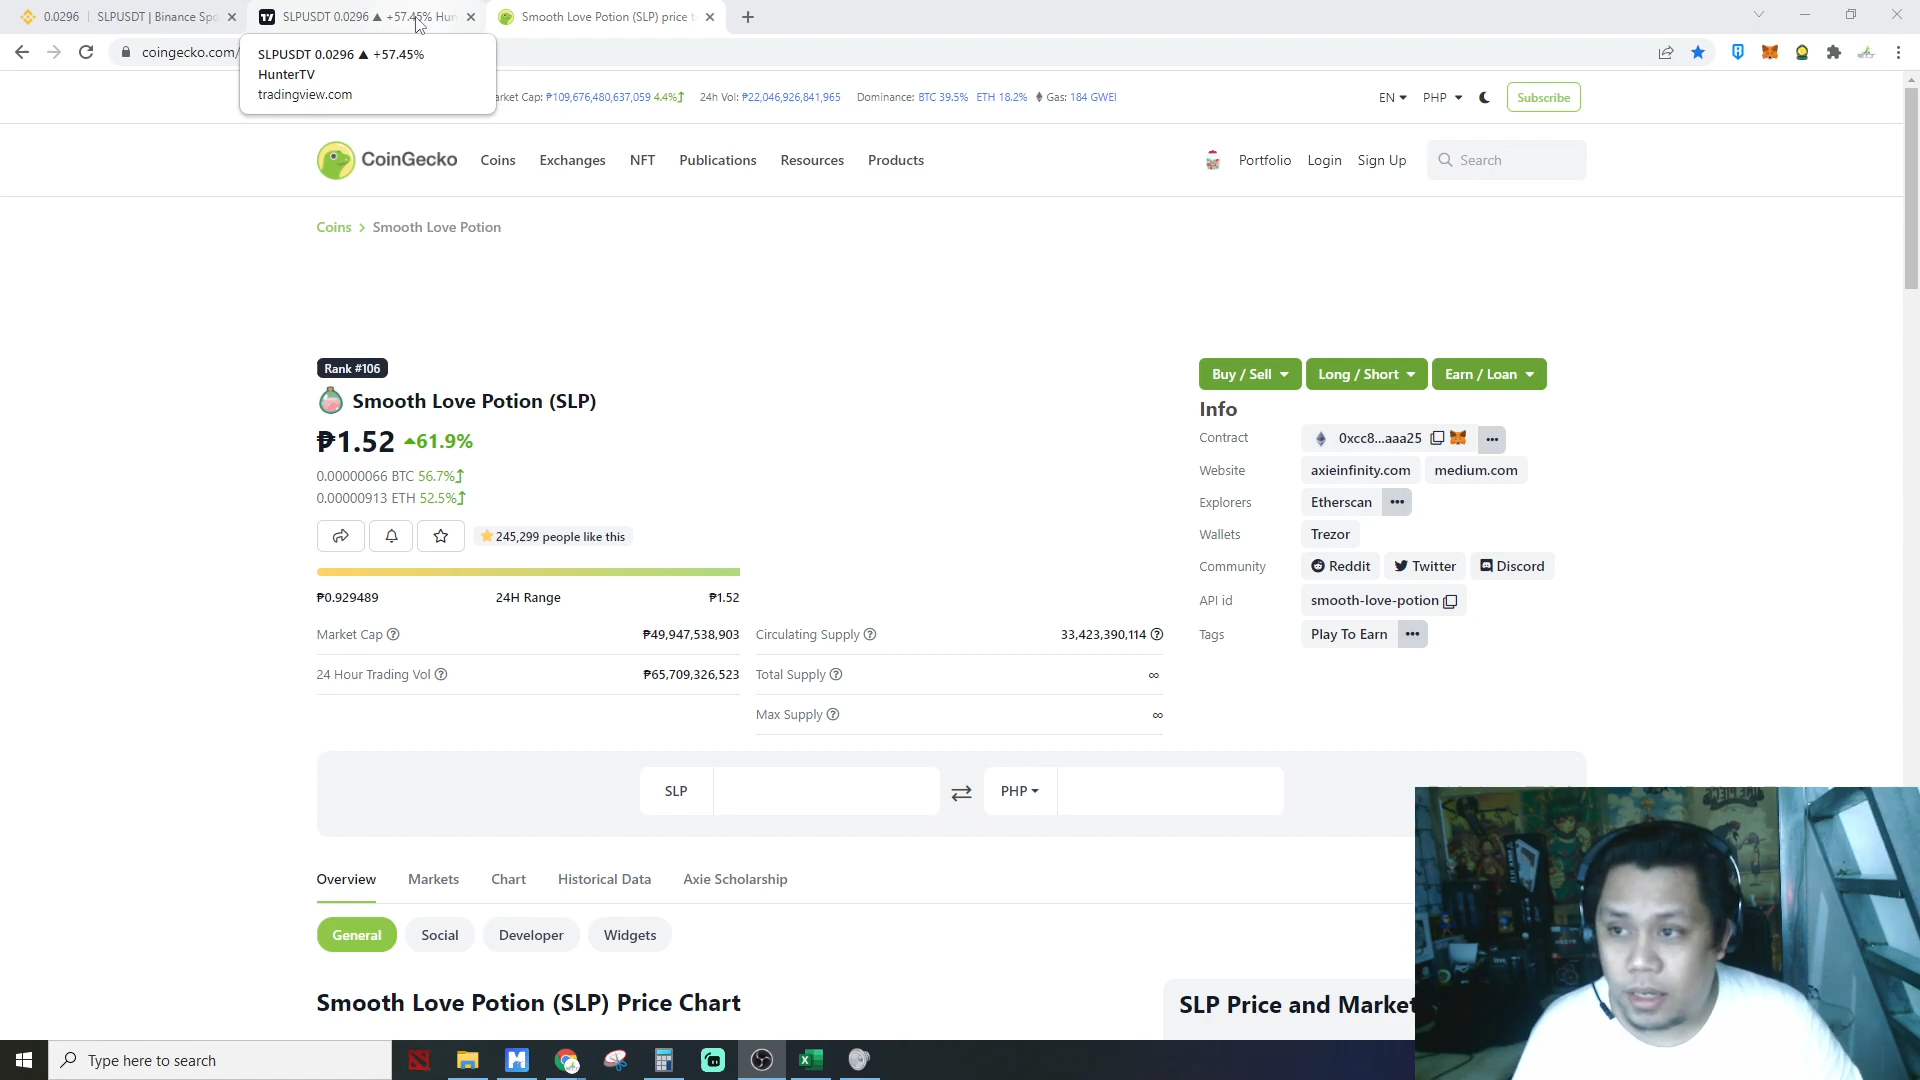 0.0296 | SLPUSDT | Binance Spo
SLPUSDT 0.0296 ▲ +57.45% Hun
Smooth Love Potion (SLP) price t
coingecko.com/
SLPUSDT 0.0296 ▲ +57.45%
HunterTV
tradingview.com
arket Cap: ₱109,676,480,637,059 4.4% 24h Vol: ₱22,046,926,841,965 Dominance: BTC 39.5% ETH 18.2% Gas: 184 GWEI
EN PHP Subscribe
CoinGecko Coins Exchanges NFT Publications Resources Products
Portfolio Login Sign Up Search
Coins > Smooth Love Potion
Rank #106
Smooth Love Potion (SLP)
₱1.52 61.9%
0.00000066 BTC 56.7%
0.00000913 ETH 52.5%
245,299 people like this
₱0.929489 24H Range ₱1.52
Market Cap ₱49,947,538,903
24 Hour Trading Vol ₱65,709,326,523
Circulating Supply 33,423,390,114
Total Supply ∞
Max Supply ∞
Buy / Sell Long / Short Earn / Loan
Info
Contract 0xcc8...aaa25
Website axieinfinity.com medium.com
Explorers Etherscan
Wallets Trezor
Community Reddit Twitter Discord
API id smooth-love-potion
Tags Play To Earn
SLP PHP
Overview Markets Chart Historical Data Axie Scholarship
General Social Developer Widgets
Smooth Love Potion (SLP) Price Chart
SLP Price and Market
Type here to search